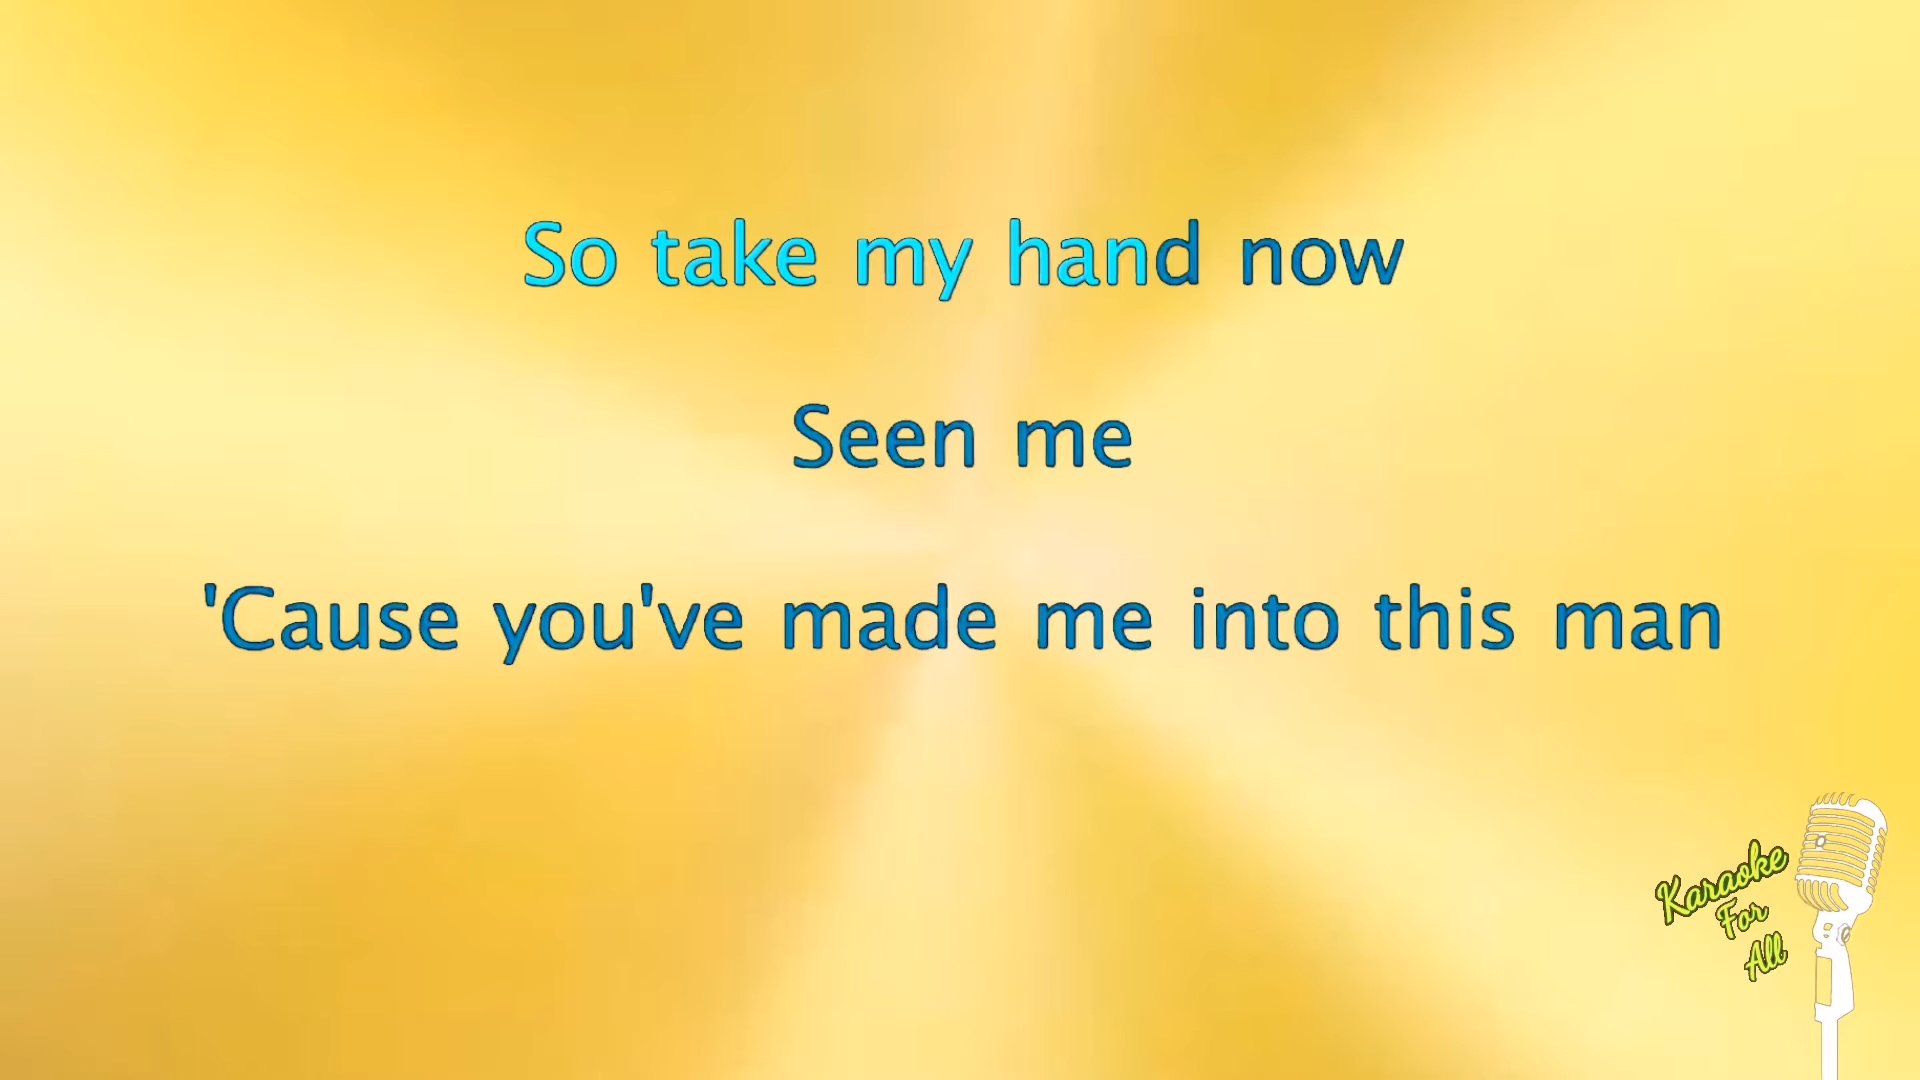 So take my hand now
Seen me
'Cause you've made me into this man
Karaoke
For
All